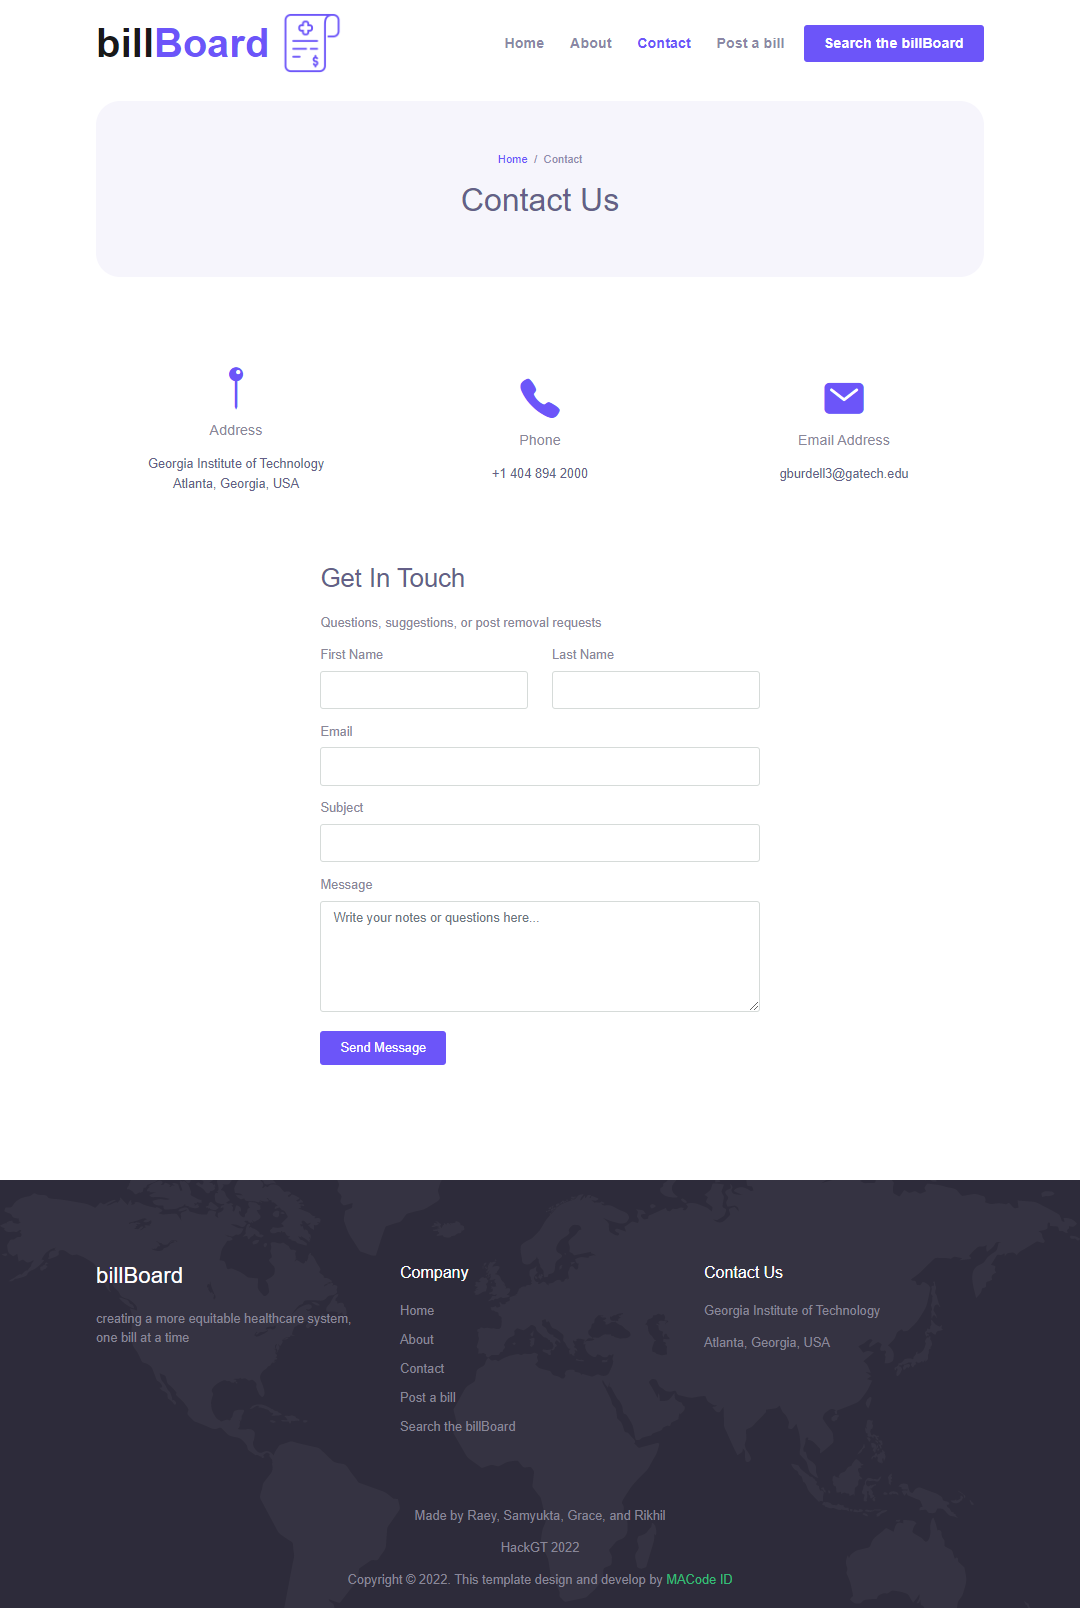 billBoard
Home About Contact Post a bill Search the billBoard
Home / Contact
Contact Us
Address
Georgia Institute of Technology
Atlanta, Georgia, USA
Phone
+1 404 894 2000
Email Address
gburdell3@gatech.edu
Get In Touch
Questions, suggestions, or post removal requests
First Name
Last Name
Email
Subject
Message
Write your notes or questions here...
Send Message
billBoard
creating a more equitable healthcare system,
one bill at a time
Company
Home
About
Contact
Post a bill
Search the billBoard
Contact Us
Georgia Institute of Technology
Atlanta, Georgia, USA
Made by Raey, Samyukta, Grace, and Rikhil
HackGT 2022
Copyright © 2022. This template design and develop by MACode ID